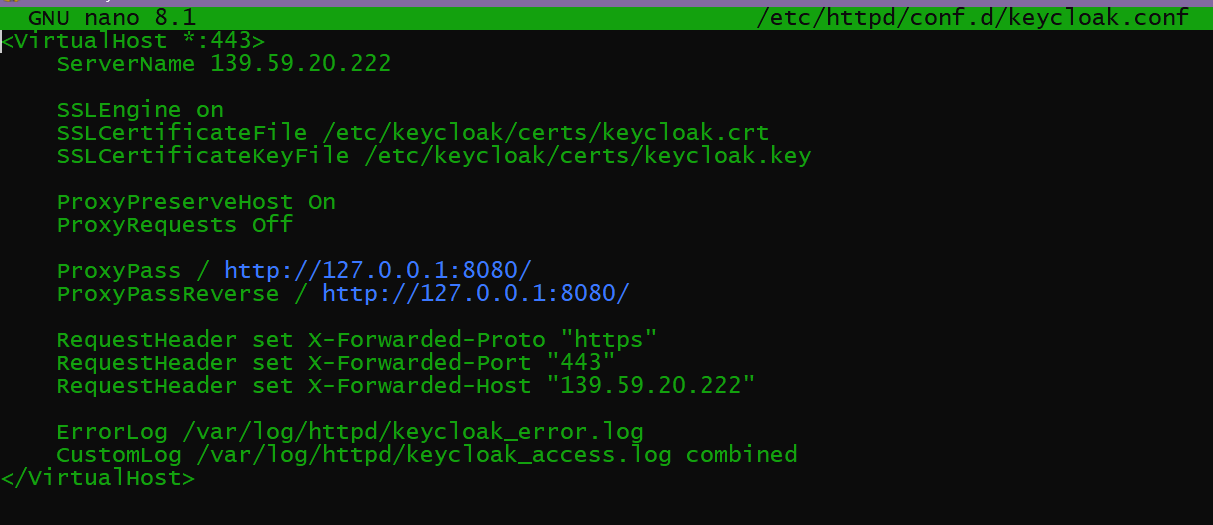 GNU nano 8.1 /etc/httpd/conf.d/keycloak.conf
<VirtualHost *:443>
    ServerName 139.59.20.222

    SSLEngine on
    SSLCertificateFile /etc/keycloak/certs/keycloak.crt
    SSLCertificateKeyFile /etc/keycloak/certs/keycloak.key

    ProxyPreserveHost On
    ProxyRequests Off

    ProxyPass / http://127.0.0.1:8080/
    ProxyPassReverse / http://127.0.0.1:8080/

    RequestHeader set X-Forwarded-Proto "https"
    RequestHeader set X-Forwarded-Port "443"
    RequestHeader set X-Forwarded-Host "139.59.20.222"

    ErrorLog /var/log/httpd/keycloak_error.log
    CustomLog /var/log/httpd/keycloak_access.log combined
</VirtualHost>